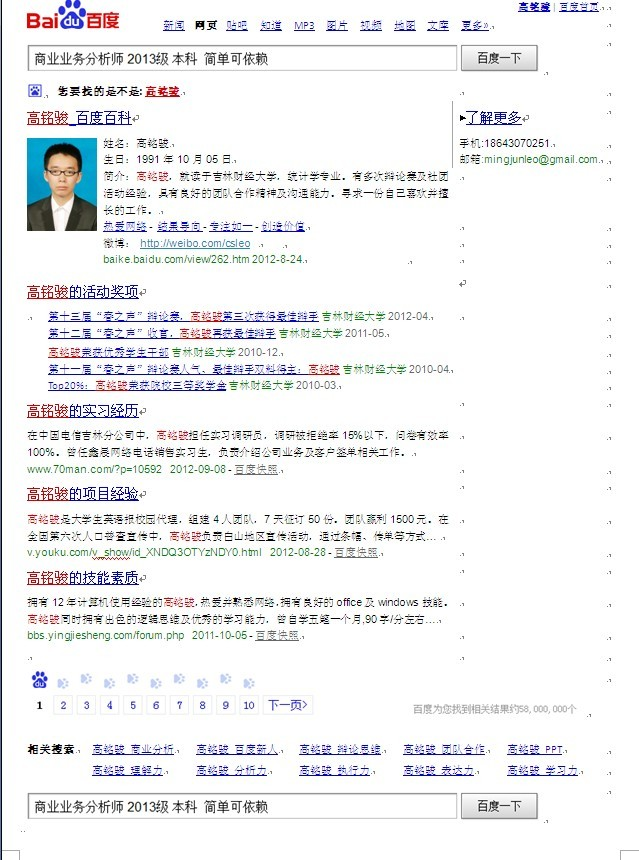 高铭骏 | 百度首页
Bai du 百度
新闻 网页 贴吧 知道 MP3 图片 视频 地图 文库 更多»
商业业务分析师 2013级 本科 简单可依赖 百度一下
您要找的是不是: 高铭骏
高铭骏_百度百科
了解更多
姓名：高铭骏
手机:18643070251
生日：1991 年 10 月 05 日
邮箱:mingjunleo@gmail.com
简介：高铭骏，就读于吉林财经大学，统计学专业。有多次辩论赛及社团
活动经验，具有良好的团队合作精神及沟通能力。寻求一份自己喜欢并擅
长的工作。
热爱网络 - 结果导向 - 专注如一 - 创造价值
微博： http://weibo.com/csleo
baike.baidu.com/view/262.htm 2012-8-24
高铭骏的活动奖项
第十三届“春之声”辩论赛，高铭骏第三次获得最佳辩手 吉林财经大学 2012-04
第十二届“春之声”收官，高铭骏再获最佳辩手 吉林财经大学 2011-05
高铭骏荣获优秀学生干部 吉林财经大学 2010-12
第十一届“春之声”辩论赛人气、最佳辩手双料得主：高铭骏 吉林财经大学 2010-04
Top20%：高铭骏荣获院校三等奖学金 吉林财经大学 2010-03
高铭骏的实习经历
在中国电信吉林分公司中，高铭骏担任实习调研员，调研被拒绝率 15%以下，问卷有效率
100%。曾任鑫晟网络电话销售实习生，负责介绍公司业务及客户签单相关工作。
www.70man.com/?p=10592 2012-09-08 - 百度快照
高铭骏的项目经验
高铭骏是大学生英语报校园代理，组建 4 人团队，7 天征订 50 份。团队赢利 1500 元。在
全国第六次人口普查宣传中，高铭骏负责白山地区宣传活动，通过条幅、传单等方式…
v.youku.com/v_show/id_XNDQ3OTYzNDY0.html 2012-08-28 - 百度快照
高铭骏的技能素质
拥有 12 年计算机使用经验的高铭骏,热爱并熟悉网络,拥有良好的 office 及 windows 技能。
高铭骏同时拥有出色的逻辑思维及优秀的学习能力，曾自学五笔一个月,90 字/分左右…
bbs.yingjiesheng.com/forum.php 2011-10-05 - 百度快照
1 2 3 4 5 6 7 8 9 10 下一页>
百度为您找到相关结果约58,000,000个
相关搜索 高铭骏 商业分析 高铭骏 百度新人 高铭骏 辩论思维 高铭骏 团队合作 高铭骏 PPT
高铭骏 理解力 高铭骏 分析力 高铭骏 执行力 高铭骏 表达力 高铭骏 学习力
商业业务分析师 2013级 本科 简单可依赖 百度一下